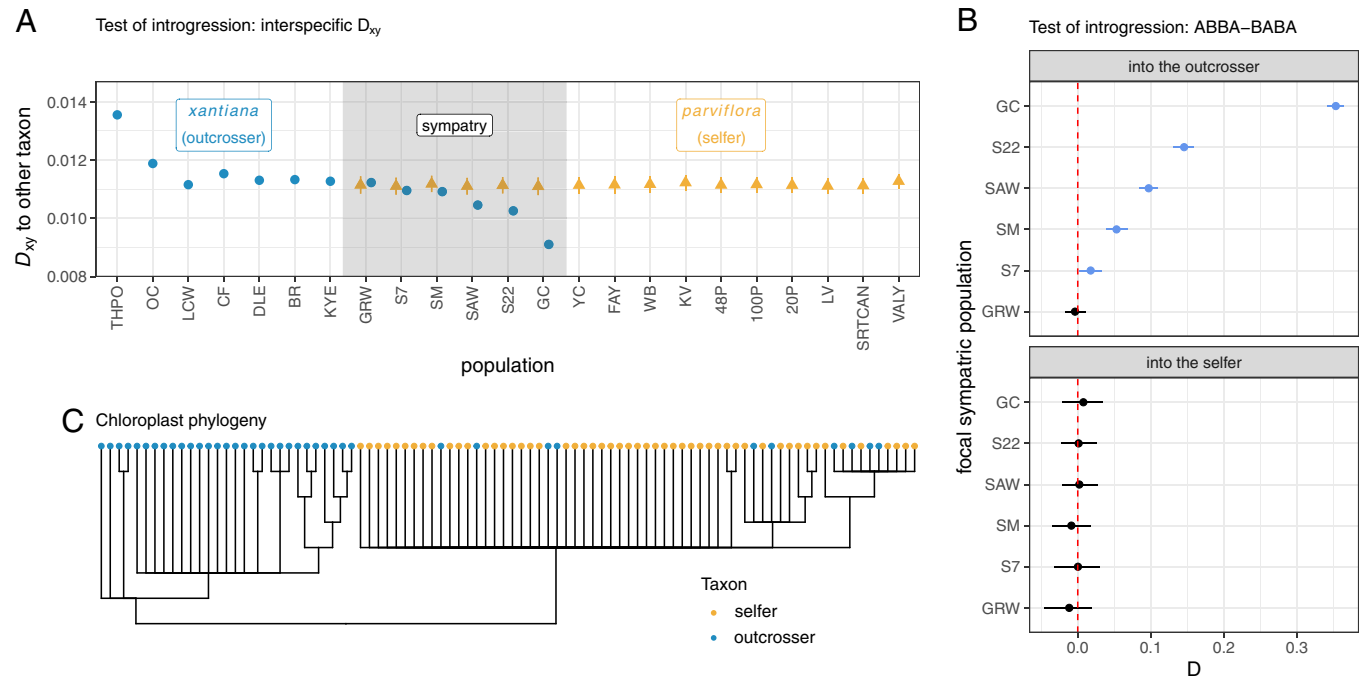 A
Test of introgression: interspecific Dxy
Dxy to other taxon
0.014
0.012
0.010
0.008
xantiana
(outcrosser)
sympatry
parviflora
(selfer)
THPO
OC
LCW
CF
DLE
BR
KYE
GRW
S7
SM
SAW
S22
GC
YC
FAY
WB
KV
48P
100P
20P
LV
SRTCAN
VALY
population
B
Test of introgression: ABBA−BABA
focal sympatric population
into the outcrosser
GC
S22
SAW
SM
S7
GRW
into the selfer
GC
S22
SAW
SM
S7
GRW
0.0
0.1
0.2
0.3
D
C
Chloroplast phylogeny
Taxon
selfer
outcrosser